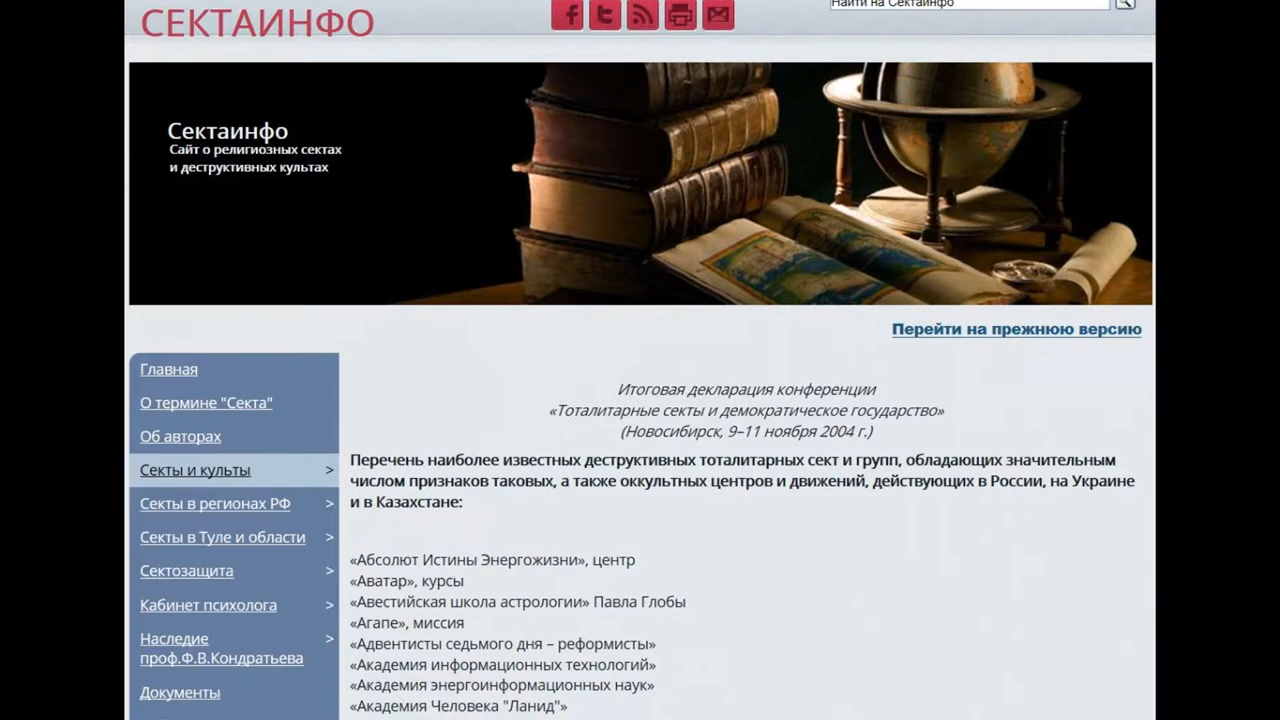 СЕКТАИНФО
Найти на Сектаинфо
Сектаинфо
Сайт о религиозных сектах
и деструктивных культах
Перейти на прежнюю версию
Главная
О термине "Секта"
Об авторах
Секты и культы >
Секты в регионах РФ >
Секты в Туле и области >
Сектозащита >
Кабинет психолога >
Наследие >
проф.Ф.В.Кондратьева
Документы
Итоговая декларация конференции
«Тоталитарные секты и демократическое государство»
(Новосибирск, 9–11 ноября 2004 г.)
Перечень наиболее известных деструктивных тоталитарных сект и групп, обладающих значительным
числом признаков таковых, а также оккультных центров и движений, действующих в России, на Украине
и в Казахстане:
«Абсолют Истины Энергожизни», центр
«Аватар», курсы
«Авестийская школа астрологии» Павла Глобы
«Агапе», миссия
«Адвентисты седьмого дня – реформисты»
«Академия информационных технологий»
«Академия энергоинформационных наук»
«Академия Человека "Ланид"»